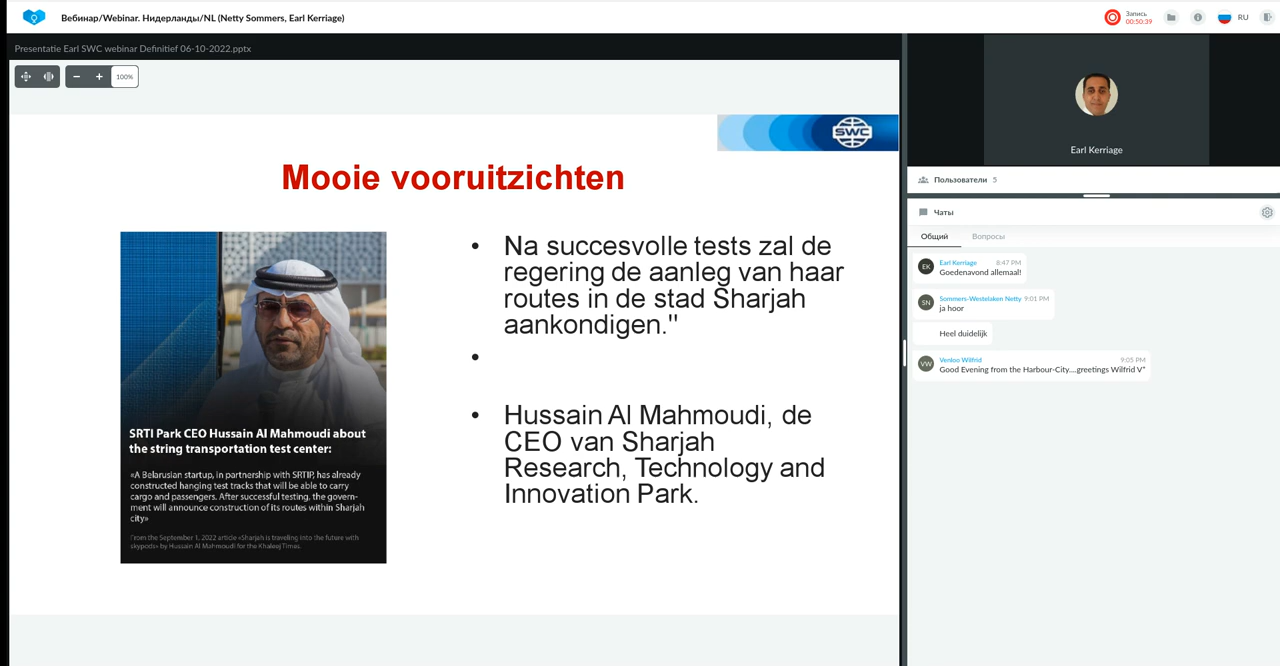 Вебинар/Webinar. Нидерланды/NL (Netty Sommers, Earl Kerriage)
Запись
00:50:39
RU
Presentatie Earl SWC webinar Definitief 06-10-2022.pptx
100%
SWC
Mooie vooruitzichten
SRTI Park CEO Hussain Al Mahmoudi about
the string transportation test center:
«A Belarusian startup, in partnership with SRTIP, has already
constructed hanging test tracks that will be able to carry
cargo and passengers. After successful testing, the govern-
ment will announce construction of its routes within Sharjah
city»
From the September 1, 2022 article «Sharjah is traveling into the future with
skypods» by Hussain Al Mahmoudi for the Khaleej Times.
• Na succesvolle tests zal de
regering de aanleg van haar
routes in de stad Sharjah
aankondigen."
•
• Hussain Al Mahmoudi, de
CEO van Sharjah
Research, Technology and
Innovation Park.
Earl Kerriage
Пользователи 5
Чаты
Общий Вопросы
EK
Earl Kerriage 8:47 PM
Goedenavond allemaal!
SN
Sommers-Westelaken Netty 9:01 PM
ja hoor
Heel duidelijk
VW
Venloo Wilfrid 9:05 PM
Good Evening from the Harbour-City....greetings Wilfrid V"